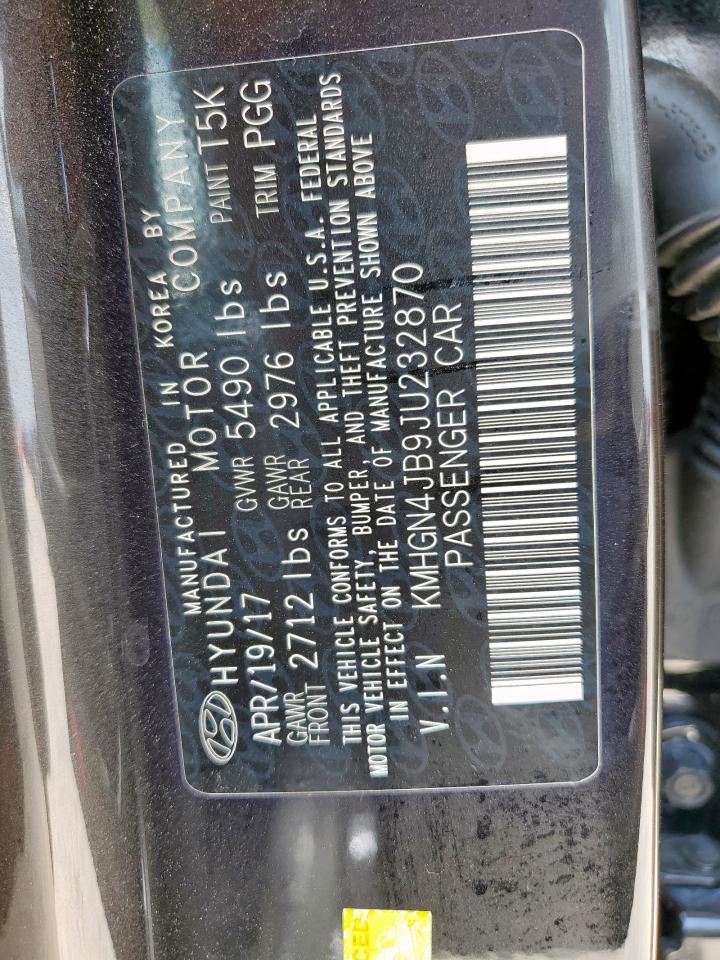 MANUFACTURED IN KOREA BY
HYUNDAI MOTOR COMPANY
APR/19/17 GVWR 5490 lbs PAINT T5K
GAWR FRONT 2712 lbs GAWR REAR 2976 lbs TRIM PGG
THIS VEHICLE CONFORMS TO ALL APPLICABLE U.S.A. FEDERAL
MOTOR VEHICLE SAFETY, BUMPER, AND THEFT PREVENTION STANDARDS
IN EFFECT ON THE DATE OF MANUFACTURE SHOWN ABOVE
V.I.N KMHGN4JB9JU232870
PASSENGER CAR